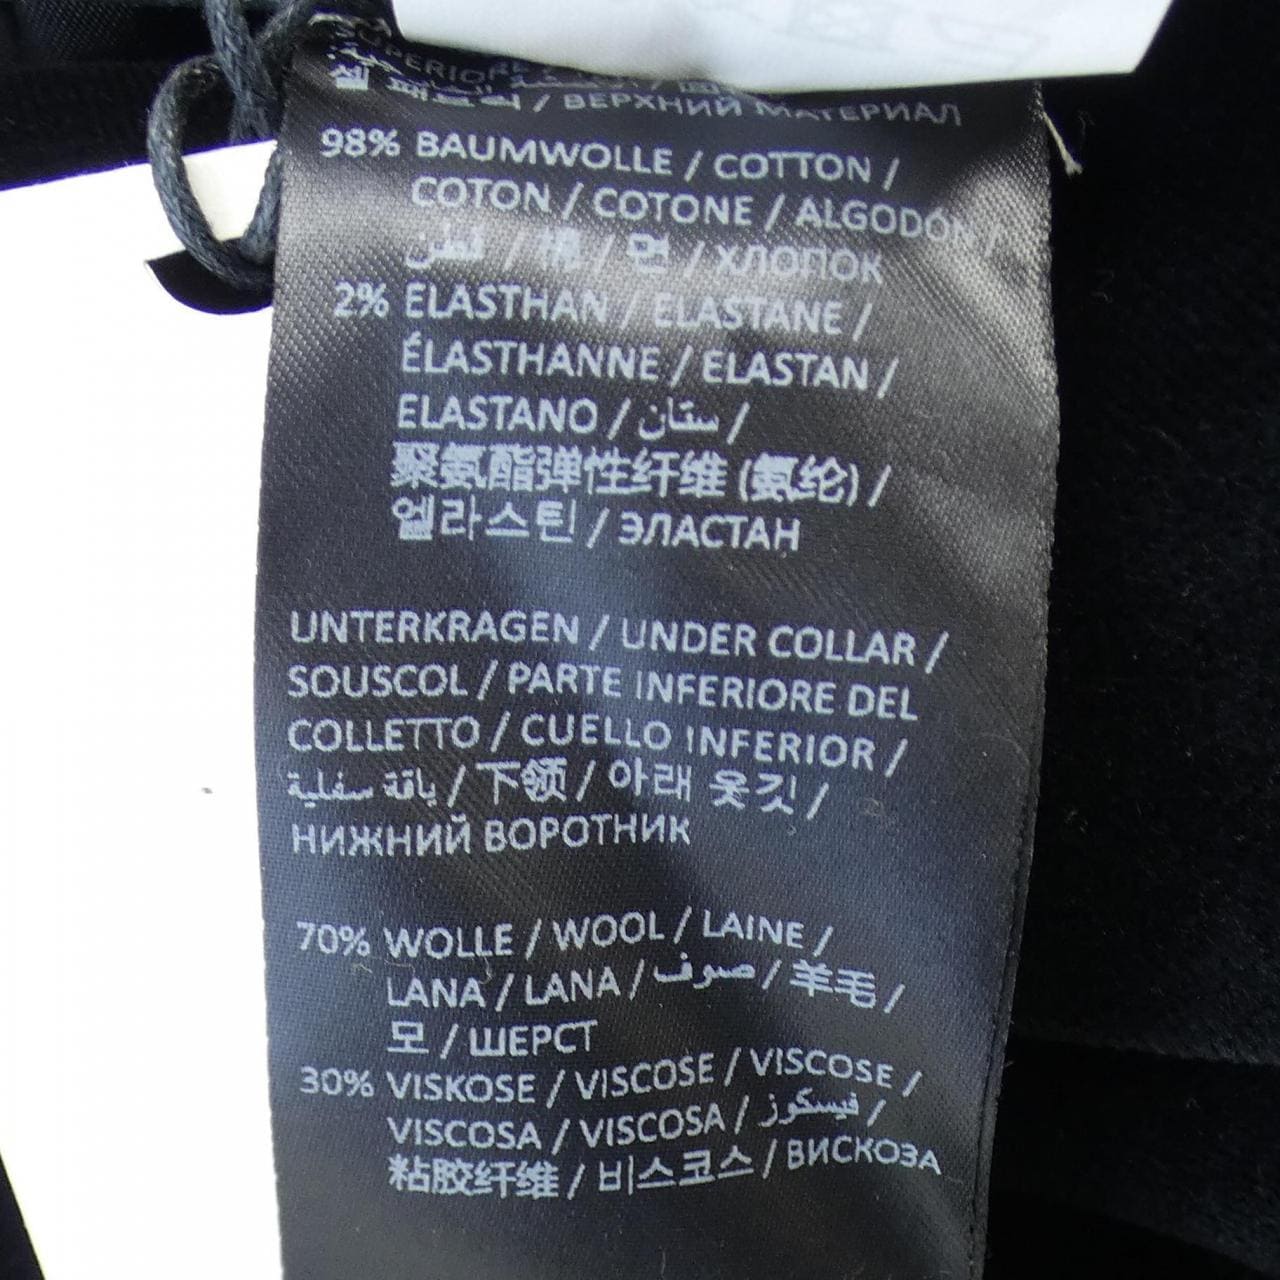 SUPERIORE
ВЕРХНИЙ МАТЕРИАЛ
98% BAUMWOLLE / COTTON /
COTON / COTONE / ALGODÓN /
قطن / 棉 / 면 / ХЛОПОК
2% ELASTHAN / ELASTANE /
ÉLASTHANNE / ELASTAN /
ELASTANO / ستان /
聚氨酯弹性纤维 (氨纶) /
엘라스틴 / ЭЛАСТАН
UNTERKRAGEN / UNDER COLLAR /
SOUSCOL / PARTE INFERIORE DEL
COLLETTO / CUELLO INFERIOR /
ياقة سفلية / 下领 / 아래 옷깃 /
НИЖНИЙ ВОРОТНИК
70% WOLLE / WOOL / LAINE /
LANA / LANA / صوف / 羊毛 /
모 / ШЕРСТ
30% VISKOSE / VISCOSE / VISCOSE /
VISCOSA / VISCOSA / فيسكوز /
粘胶纤维 / 비스코스 / ВИСКОЗА